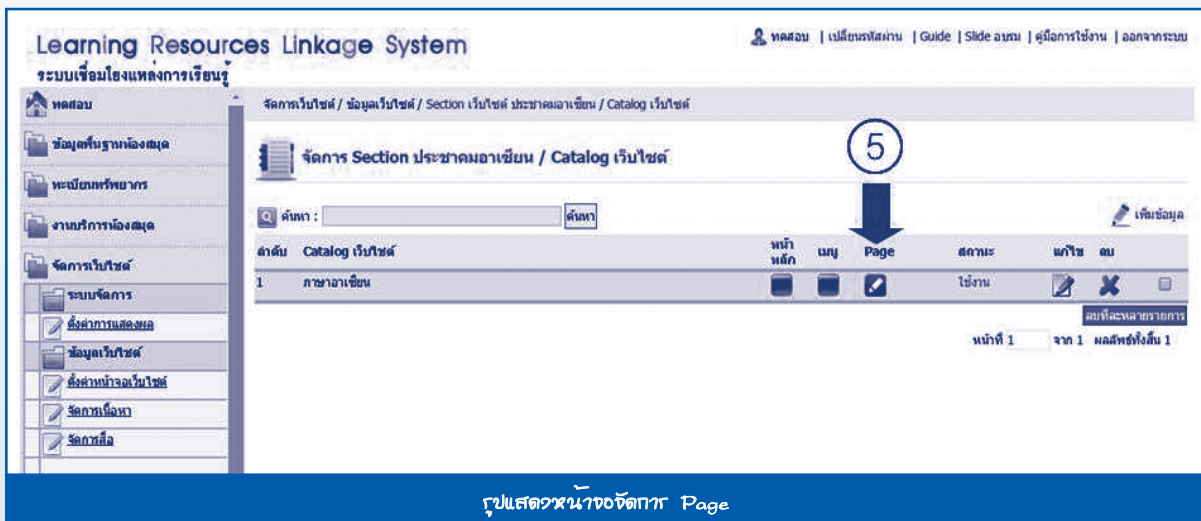 Learning Resources Linkage System
ระบบเชื่อมโยงแหล่งการเรียนรู้
ทดสอบ | เปลี่ยนรหัสผ่าน | Guide | Slide อบรม | คู่มือการใช้งาน | ออกจากระบบ
ทดสอบ
ข้อมูลพื้นฐานห้องสมุด
ทะเบียนทรัพยากร
งานบริการห้องสมุด
จัดการเว็บไซต์
ระบบจัดการ
ตั้งค่าการแสดงผล
ข้อมูลเว็บไซต์
ตั้งค่าหน้าจอเว็บไซต์
จัดการเนื้อหา
จัดการสื่อ
จัดการเว็บไซต์ / ข้อมูลเว็บไซต์ / Section เว็บไซต์ ประชาคมอาเซียน / Catalog เว็บไซต์
จัดการ Section ประชาคมอาเซียน / Catalog เว็บไซต์
5
ค้นหา : ค้นหา
เพิ่มข้อมูล
ลำดับ Catalog เว็บไซต์ หน้าหลัก เมนู Page สถานะ แก้ไข ลบ
1 ภาษาอาเซียน ใช้งาน
ลบทีละหลายรายการ
หน้าที่ 1 จาก 1 ผลลัพธ์ทั้งสิ้น 1
รูปแสดงหน้าจอจัดการ Page